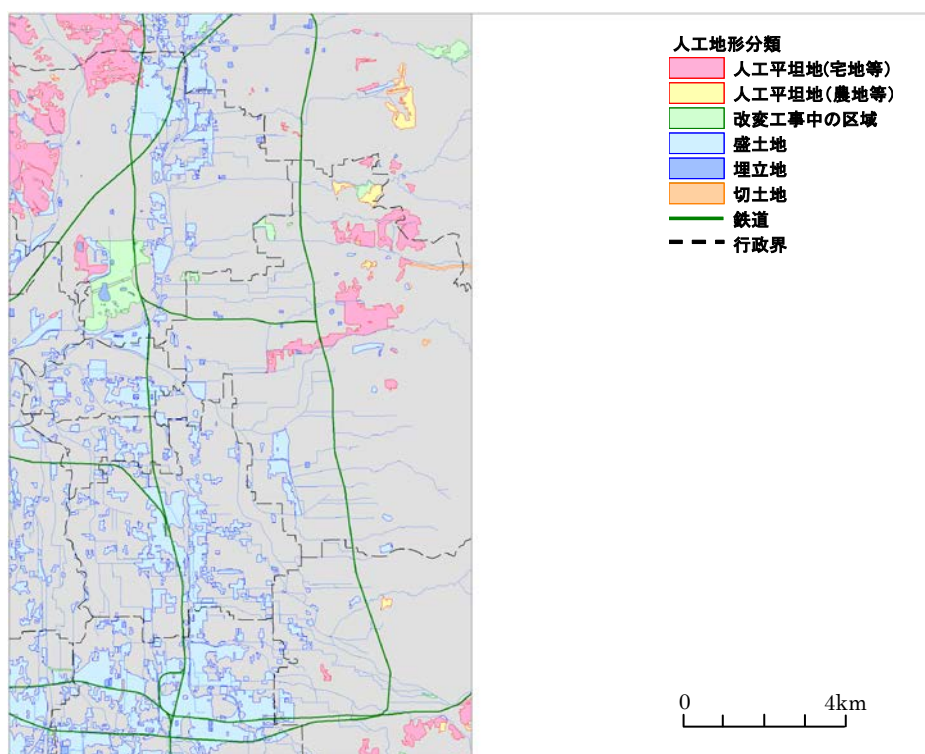 人工地形分類
人工平坦地(宅地等)
人工平坦地(農地等)
改変工事中の区域
盛土地
埋立地
切土地
鉄道
行政界
0 4km